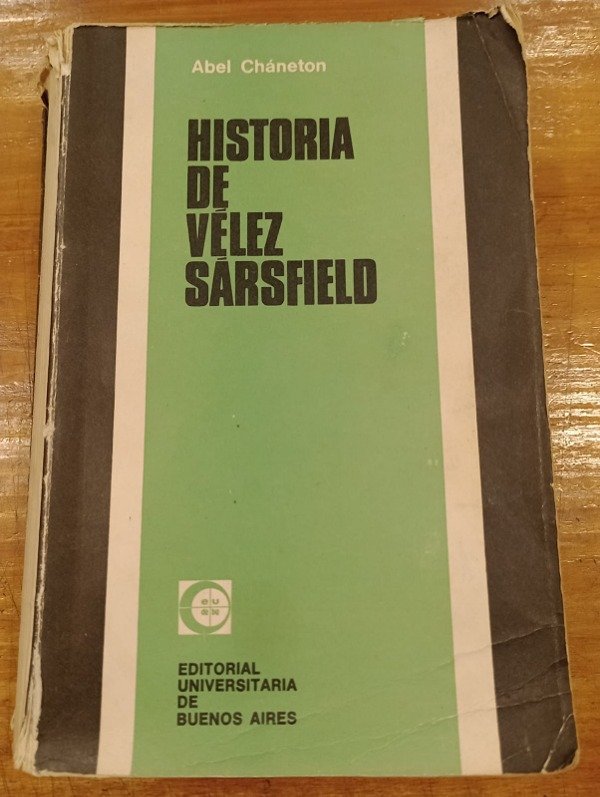 Abel Cháneton
HISTORIA
DE
VÉLEZ
SÁRSFIELD
EDITORIAL
UNIVERSITARIA
DE
BUENOS AIRES